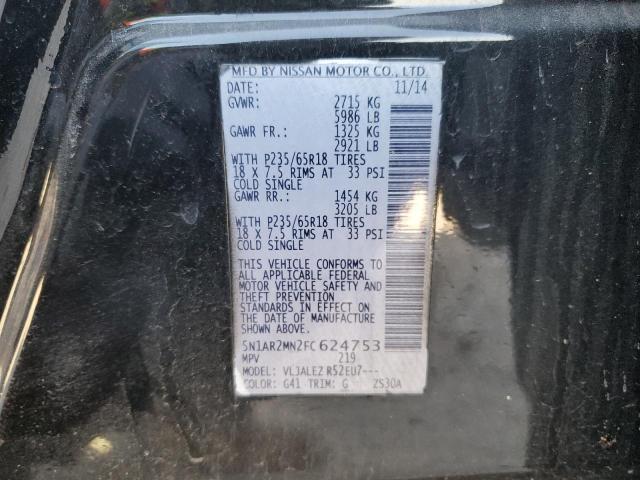 MFD BY NISSAN MOTOR CO., LTD.
DATE: 11/14
GVWR: 2715 KG
5986 LB
GAWR FR.: 1325 KG
2921 LB
WITH P235/65R18 TIRES
18 X 7.5 RIMS AT 33 PSI
COLD SINGLE
GAWR RR.: 1454 KG
3205 LB
WITH P235/65R18 TIRES
18 X 7.5 RIMS AT 33 PSI
COLD SINGLE
THIS VEHICLE CONFORMS TO
ALL APPLICABLE FEDERAL
MOTOR VEHICLE SAFETY AND
THEFT PREVENTION
STANDARDS IN EFFECT ON
THE DATE OF MANUFACTURE
SHOWN ABOVE.
5N1AR2MN2FC624753
MPV 219
MODEL: VL3ALEZ R52EU7---
COLOR: G41 TRIM: G ZS30A